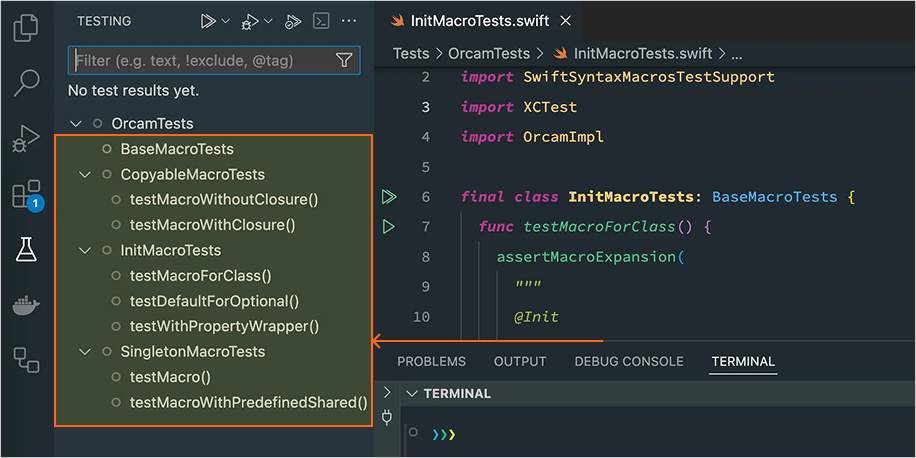 TESTING
Filter (e.g. text, !exclude, @tag)
No test results yet.
OrcamTests
BaseMacroTests
CopyableMacroTests
testMacroWithoutClosure()
testMacroWithClosure()
InitMacroTests
testMacroForClass()
testDefaultForOptional()
testWithPropertyWrapper()
SingletonMacroTests
testMacro()
testMacroWithPredefinedShared()
1
InitMacroTests.swift
Tests > OrcamTests > InitMacroTests.swift > ...
2 import SwiftSyntaxMacrosTestSupport
3 import XCTest
4 import OrcamImpl
5
6 final class InitMacroTests: BaseMacroTests {
7 func testMacroForClass() {
8 assertMacroExpansion(
9 """
10 @Init
PROBLEMS OUTPUT DEBUG CONSOLE TERMINAL
TERMINAL
❯❯❯